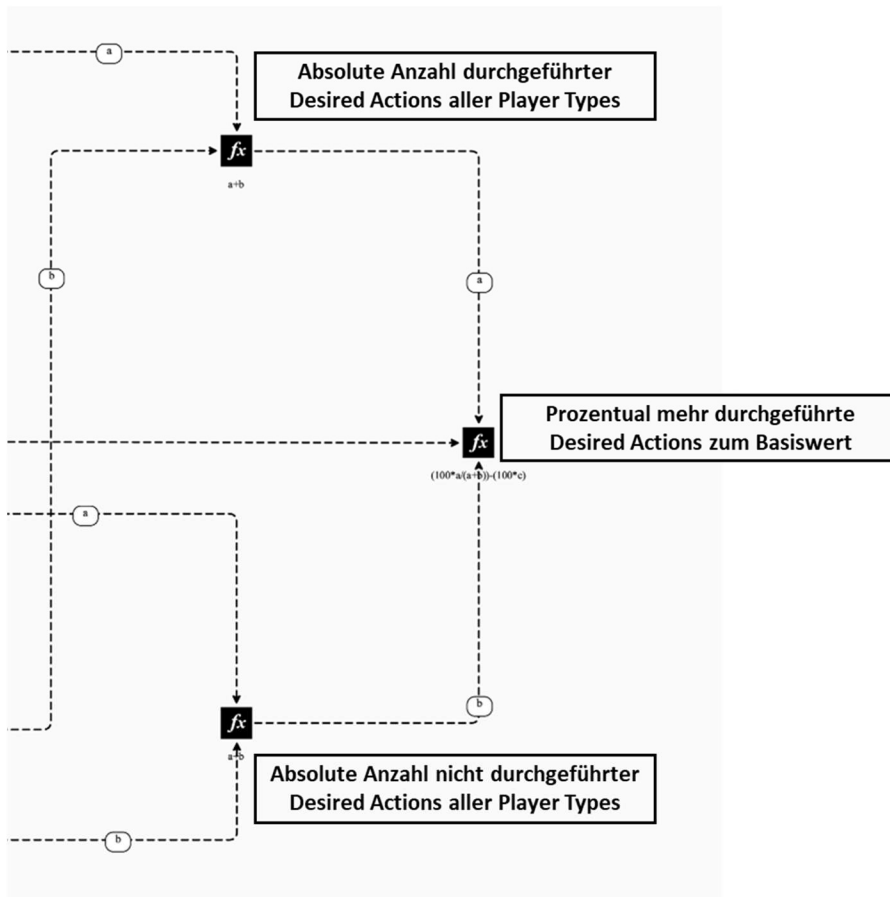 a
Absolute Anzahl durchgeführter
Desired Actions aller Player Types
fx
a+b
b
a
Prozentual mehr durchgeführte
Desired Actions zum Basiswert
fx
(100*a/(a+b))-(100*c)
a
b
fx
a+b
Absolute Anzahl nicht durchgeführter
Desired Actions aller Player Types
b